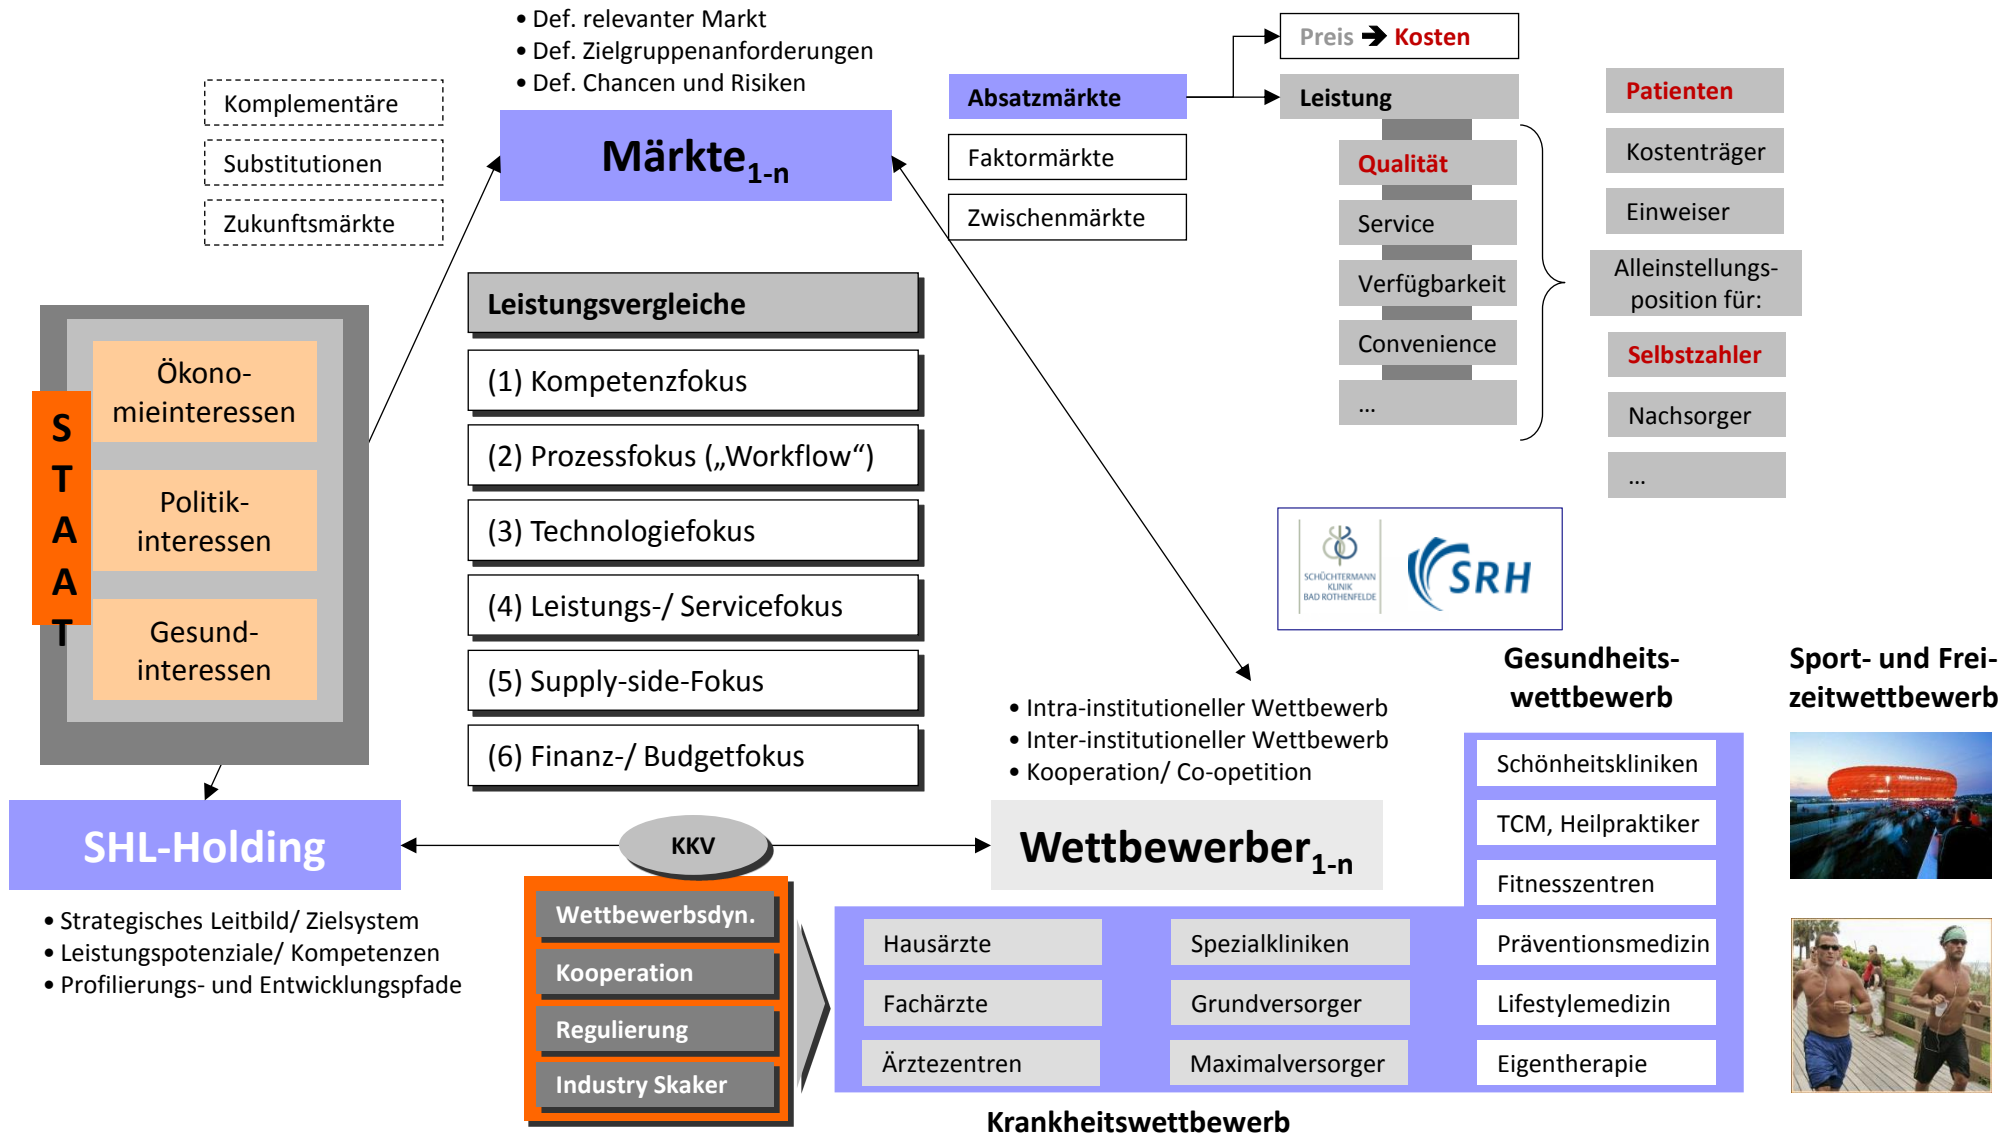 • Def. relevanter Markt
• Def. Zielgruppenanforderungen
• Def. Chancen und Risiken
Komplementäre
Substitutionen
Zukunftsmärkte
Märkte1-n
Absatzmärkte
Faktormärkte
Zwischenmärkte
Preis ➔ Kosten
Leistung
Qualität
Service
Verfügbarkeit
Convenience
...
Patienten
Kostenträger
Einweiser
Alleinstellungs-
position für:
Selbstzahler
Nachsorger
...
STAAT
Ökono-
mieinteressen
Politik-
interessen
Gesund-
interessen
Leistungsvergleiche
(1) Kompetenzfokus
(2) Prozessfokus („Workflow“)
(3) Technologiefokus
(4) Leistungs-/ Servicefokus
(5) Supply-side-Fokus
(6) Finanz-/ Budgetfokus
SCHÜCHTERMANN
KLINIK
BAD ROTHENFELDE
SRH
SHL-Holding
• Strategisches Leitbild/ Zielsystem
• Leistungspotenziale/ Kompetenzen
• Profilierungs- und Entwicklungspfade
KKV
Wettbewerbsdyn.
Kooperation
Regulierung
Industry Skaker
• Intra-institutioneller Wettbewerb
• Inter-institutioneller Wettbewerb
• Kooperation/ Co-opetition
Wettbewerber1-n
Hausärzte
Fachärzte
Ärztezentren
Spezialkliniken
Grundversorger
Maximalversorger
Krankheitswettbewerb
Gesundheits-
wettbewerb
Schönheitskliniken
TCM, Heilpraktiker
Fitnesszentren
Präventionsmedizin
Lifestylemedizin
Eigentherapie
Sport- und Frei-
zeitwettbewerb